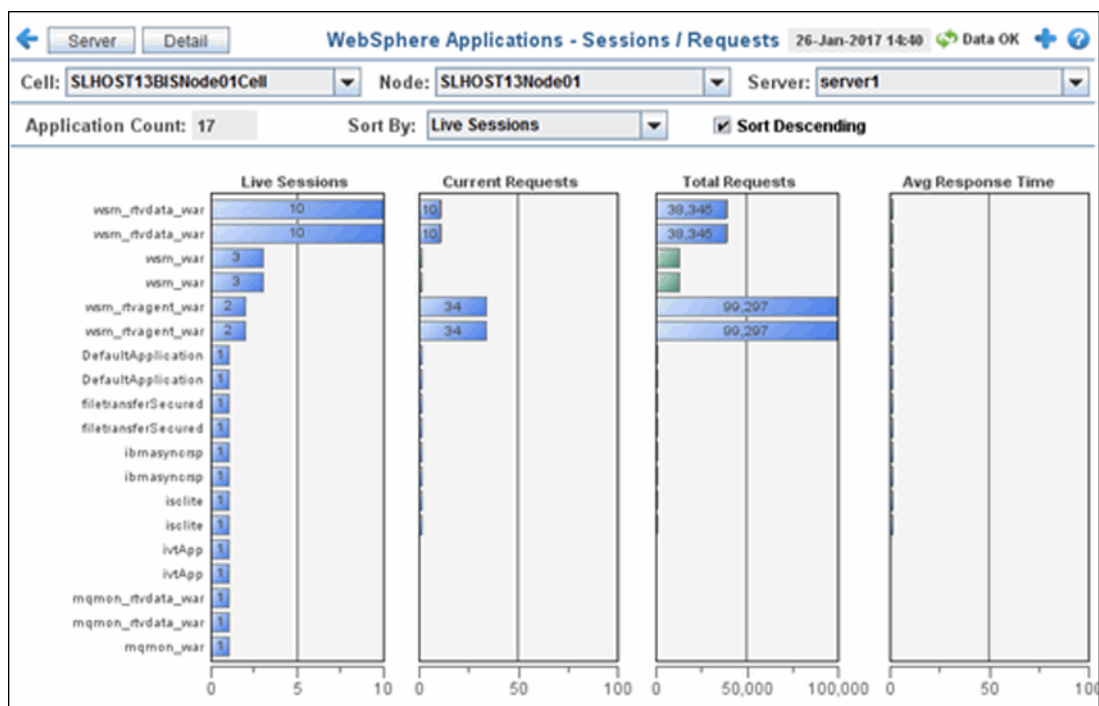 Server Detail WebSphere Applications - Sessions / Requests 26-Jan-2017 14:40 Data OK
Cell: SLHOST13BISNode01Cell Node: SLHOST13Node01 Server: server1
Application Count: 17 Sort By: Live Sessions Sort Descending
Live Sessions Current Requests Total Requests Avg Response Time
wsm_rtvdata_war 10 10 38,345
wsm_rtvdata_war 10 10 38,345
wsm_war 3
wsm_war 3
wsm_rtvagent_war 2 34 99,297
wsm_rtvagent_war 2 34 99,297
DefaultApplication 1
DefaultApplication 1
filetransferSecured 1
filetransferSecured 1
ibmasyncrsp 1
ibmasyncrsp 1
isclite 1
isclite 1
ivtApp 1
ivtApp 1
mqmon_rtvdata_war 1
mqmon_rtvdata_war 1
mqmon_war 1
0 5 10 0 50 100 0 50,000 100,000 0 50 100